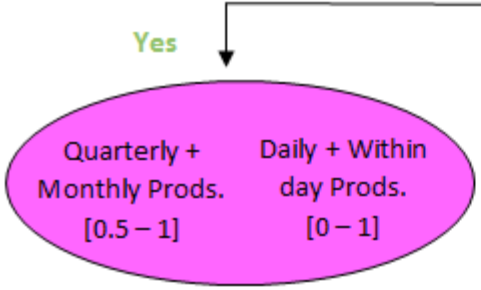 Yes
Quarterly +
Monthly Prods.
[0.5 – 1]
Daily + Within
day Prods.
[0 – 1]